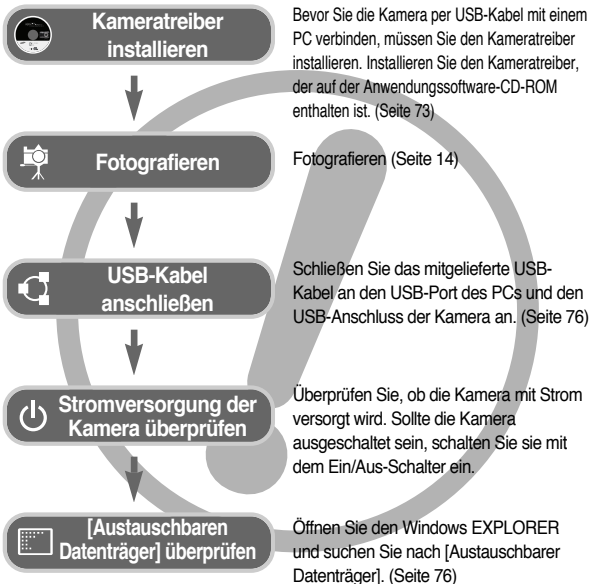 Kameratreiber
installieren
Bevor Sie die Kamera per USB-Kabel mit einem
PC verbinden, müssen Sie den Kameratreiber
installieren. Installieren Sie den Kameratreiber,
der auf der Anwendungssoftware-CD-ROM
enthalten ist. (Seite 73)
Fotografieren
Fotografieren (Seite 14)
USB-Kabel
anschließen
Schließen Sie das mitgelieferte USB-
Kabel an den USB-Port des PCs und den
USB-Anschluss der Kamera an. (Seite 76)
Stromversorgung der
Kamera überprüfen
Überprüfen Sie, ob die Kamera mit Strom
versorgt wird. Sollte die Kamera
ausgeschaltet sein, schalten Sie sie mit
dem Ein/Aus-Schalter ein.
[Austauschbaren
Datenträger] überprüfen
Öffnen Sie den Windows EXPLORER
und suchen Sie nach [Austauschbarer
Datenträger]. (Seite 76)